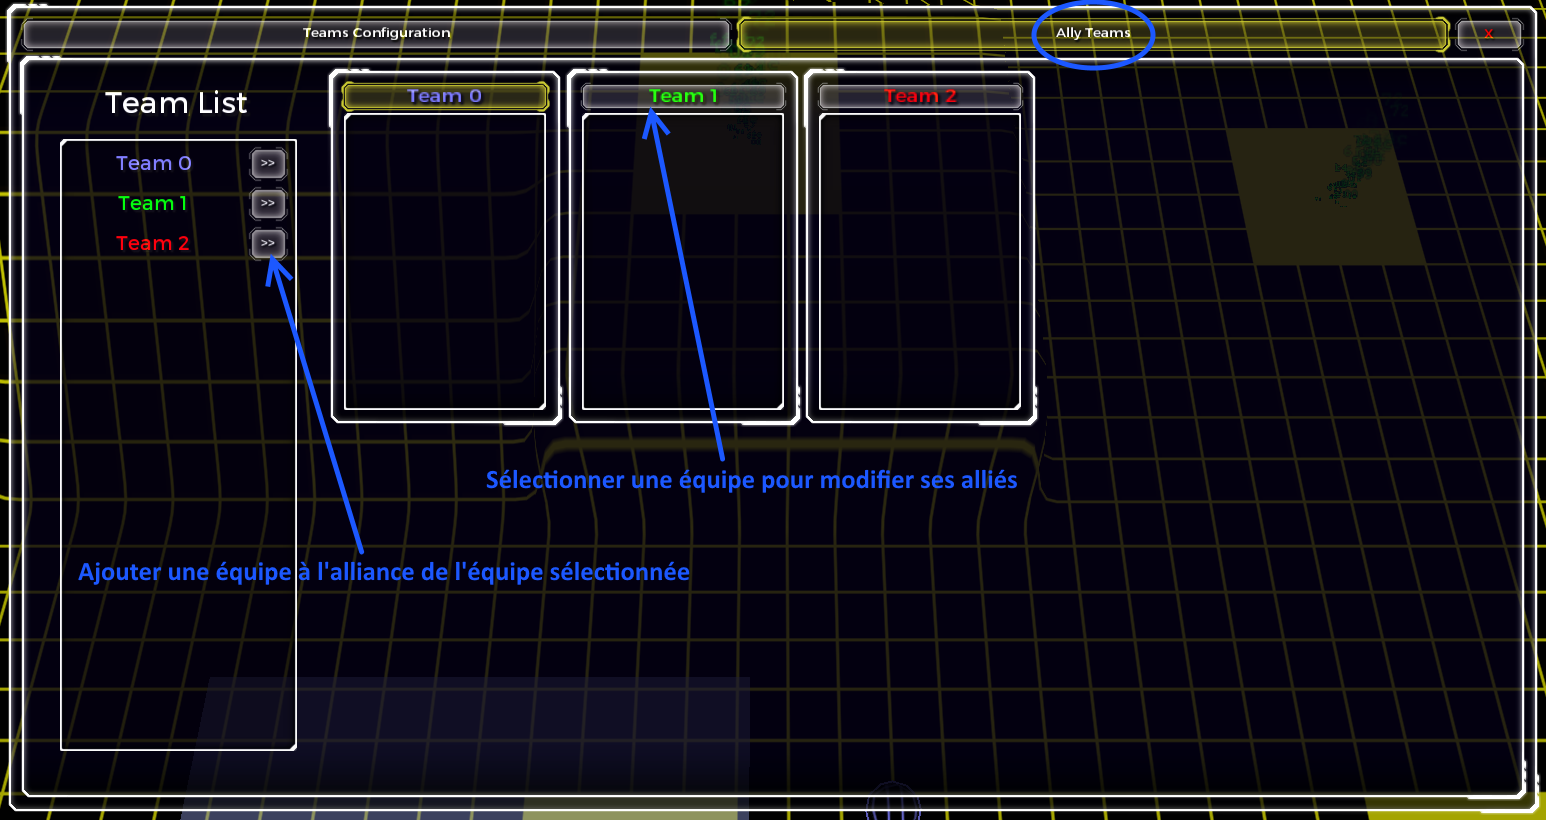 Teams Configuration
Ally Teams
X
Team List
Team 0
Team 1
Team 2
Team 0
>>
Team 1
>>
Team 2
>>
Sélectionner une équipe pour modifier ses alliés
Ajouter une équipe à l'alliance de l'équipe sélectionnée